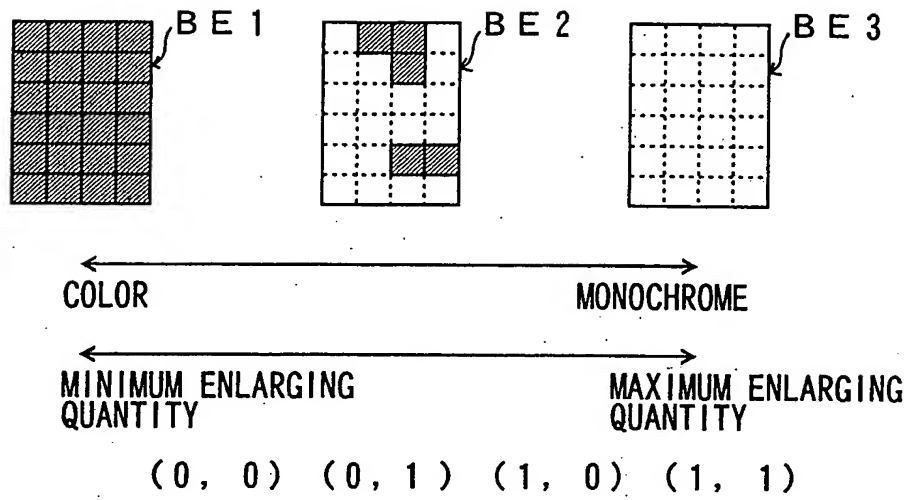 BE1 BE2 BE3
COLOR MONOCHROME
MINIMUM ENLARGING QUANTITY
MAXIMUM ENLARGING QUANTITY
(0, 0) (0, 1) (1, 0) (1, 1)